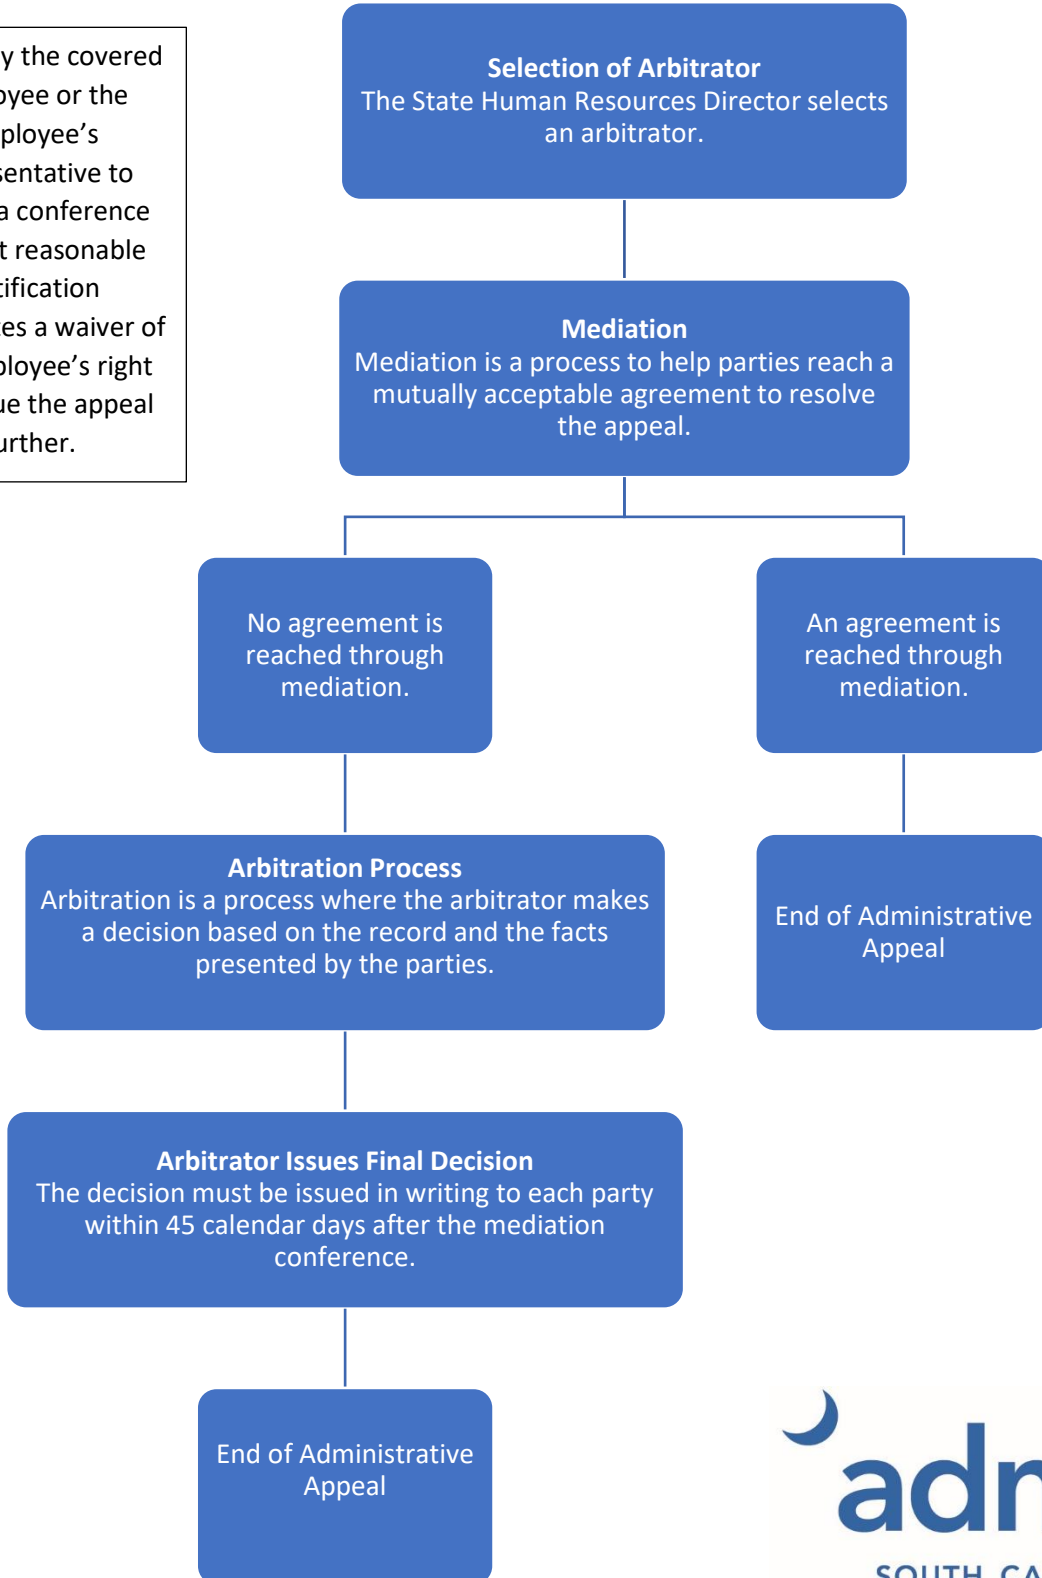 y the covered
oyee or the
ployee’s
sentative to
a conference
t reasonable
tification
tes a waiver of
ployee’s right
ue the appeal
urther.
Selection of Arbitrator
The State Human Resources Director selects
an arbitrator.
Mediation
Mediation is a process to help parties reach a
mutually acceptable agreement to resolve
the appeal.
No agreement is
reached through
mediation.
An agreement is
reached through
mediation.
Arbitration Process
Arbitration is a process where the arbitrator makes
a decision based on the record and the facts
presented by the parties.
End of Administrative
Appeal
Arbitrator Issues Final Decision
The decision must be issued in writing to each party
within 45 calendar days after the mediation
conference.
End of Administrative
Appeal
adm
SOUTH CA